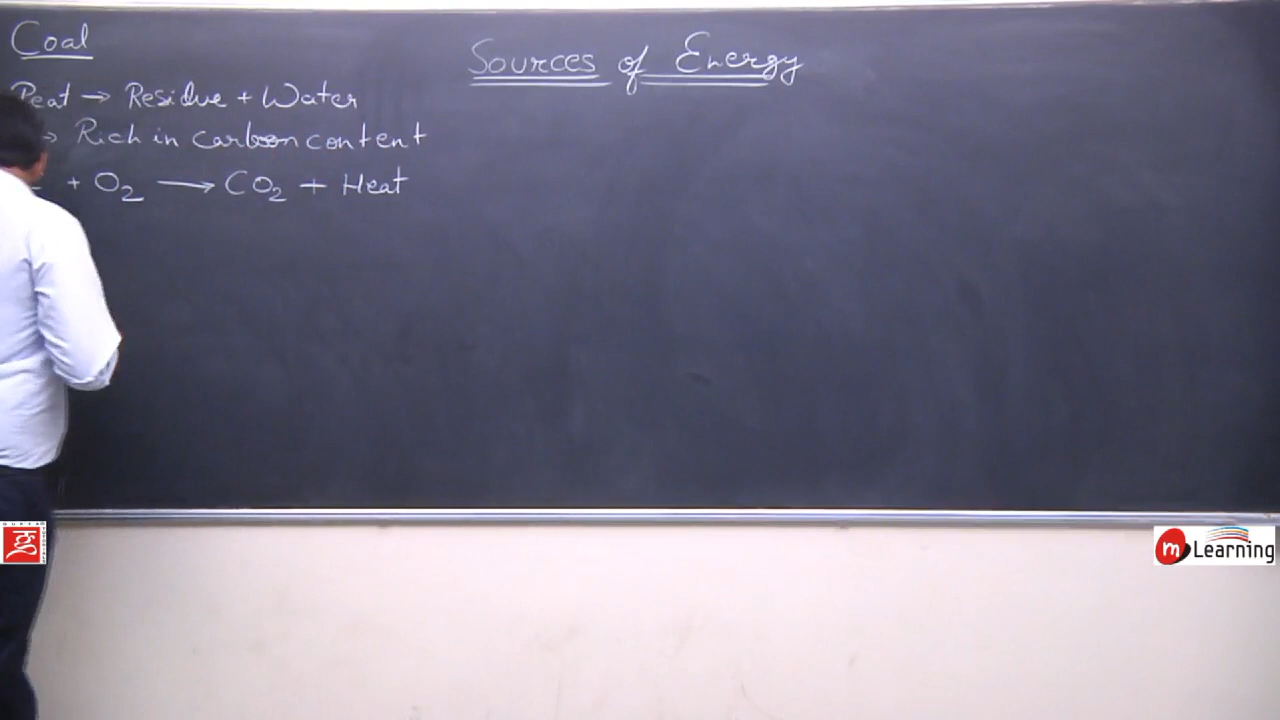 Coal
Sources of Energy
Peat → Residue + Water
→ Rich in carbon content
+ O₂ → CO₂ + Heat
m Learning